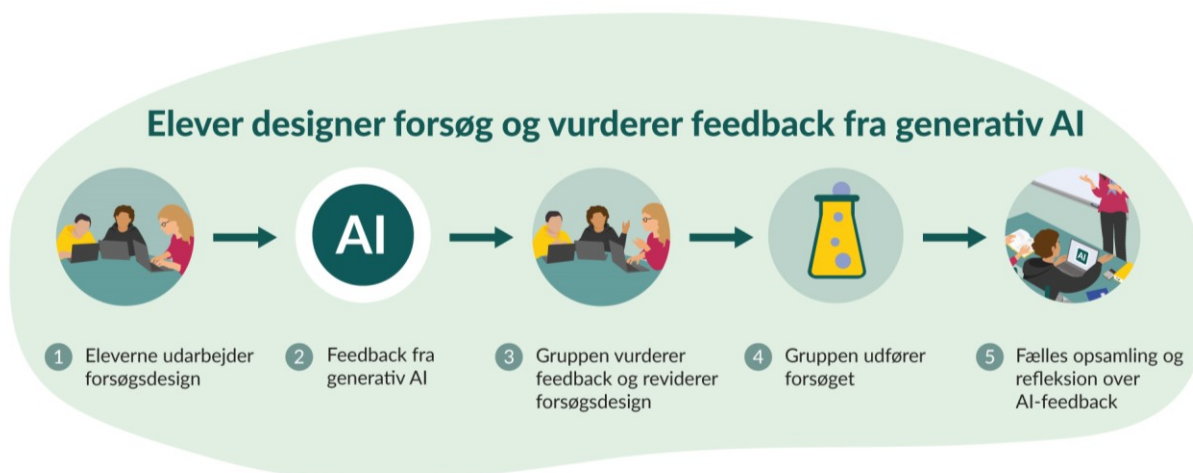 Elever designer forsøg og vurderer feedback fra generativ AI
AI
1 Eleverne udarbejder
forsøgsdesign
2 Feedback fra
generativ AI
3 Gruppen vurderer
feedback og reviderer
forsøgsdesign
4 Gruppen udfører
forsøget
AI
5 Fælles opsamling og
refleksion over
AI-feedback